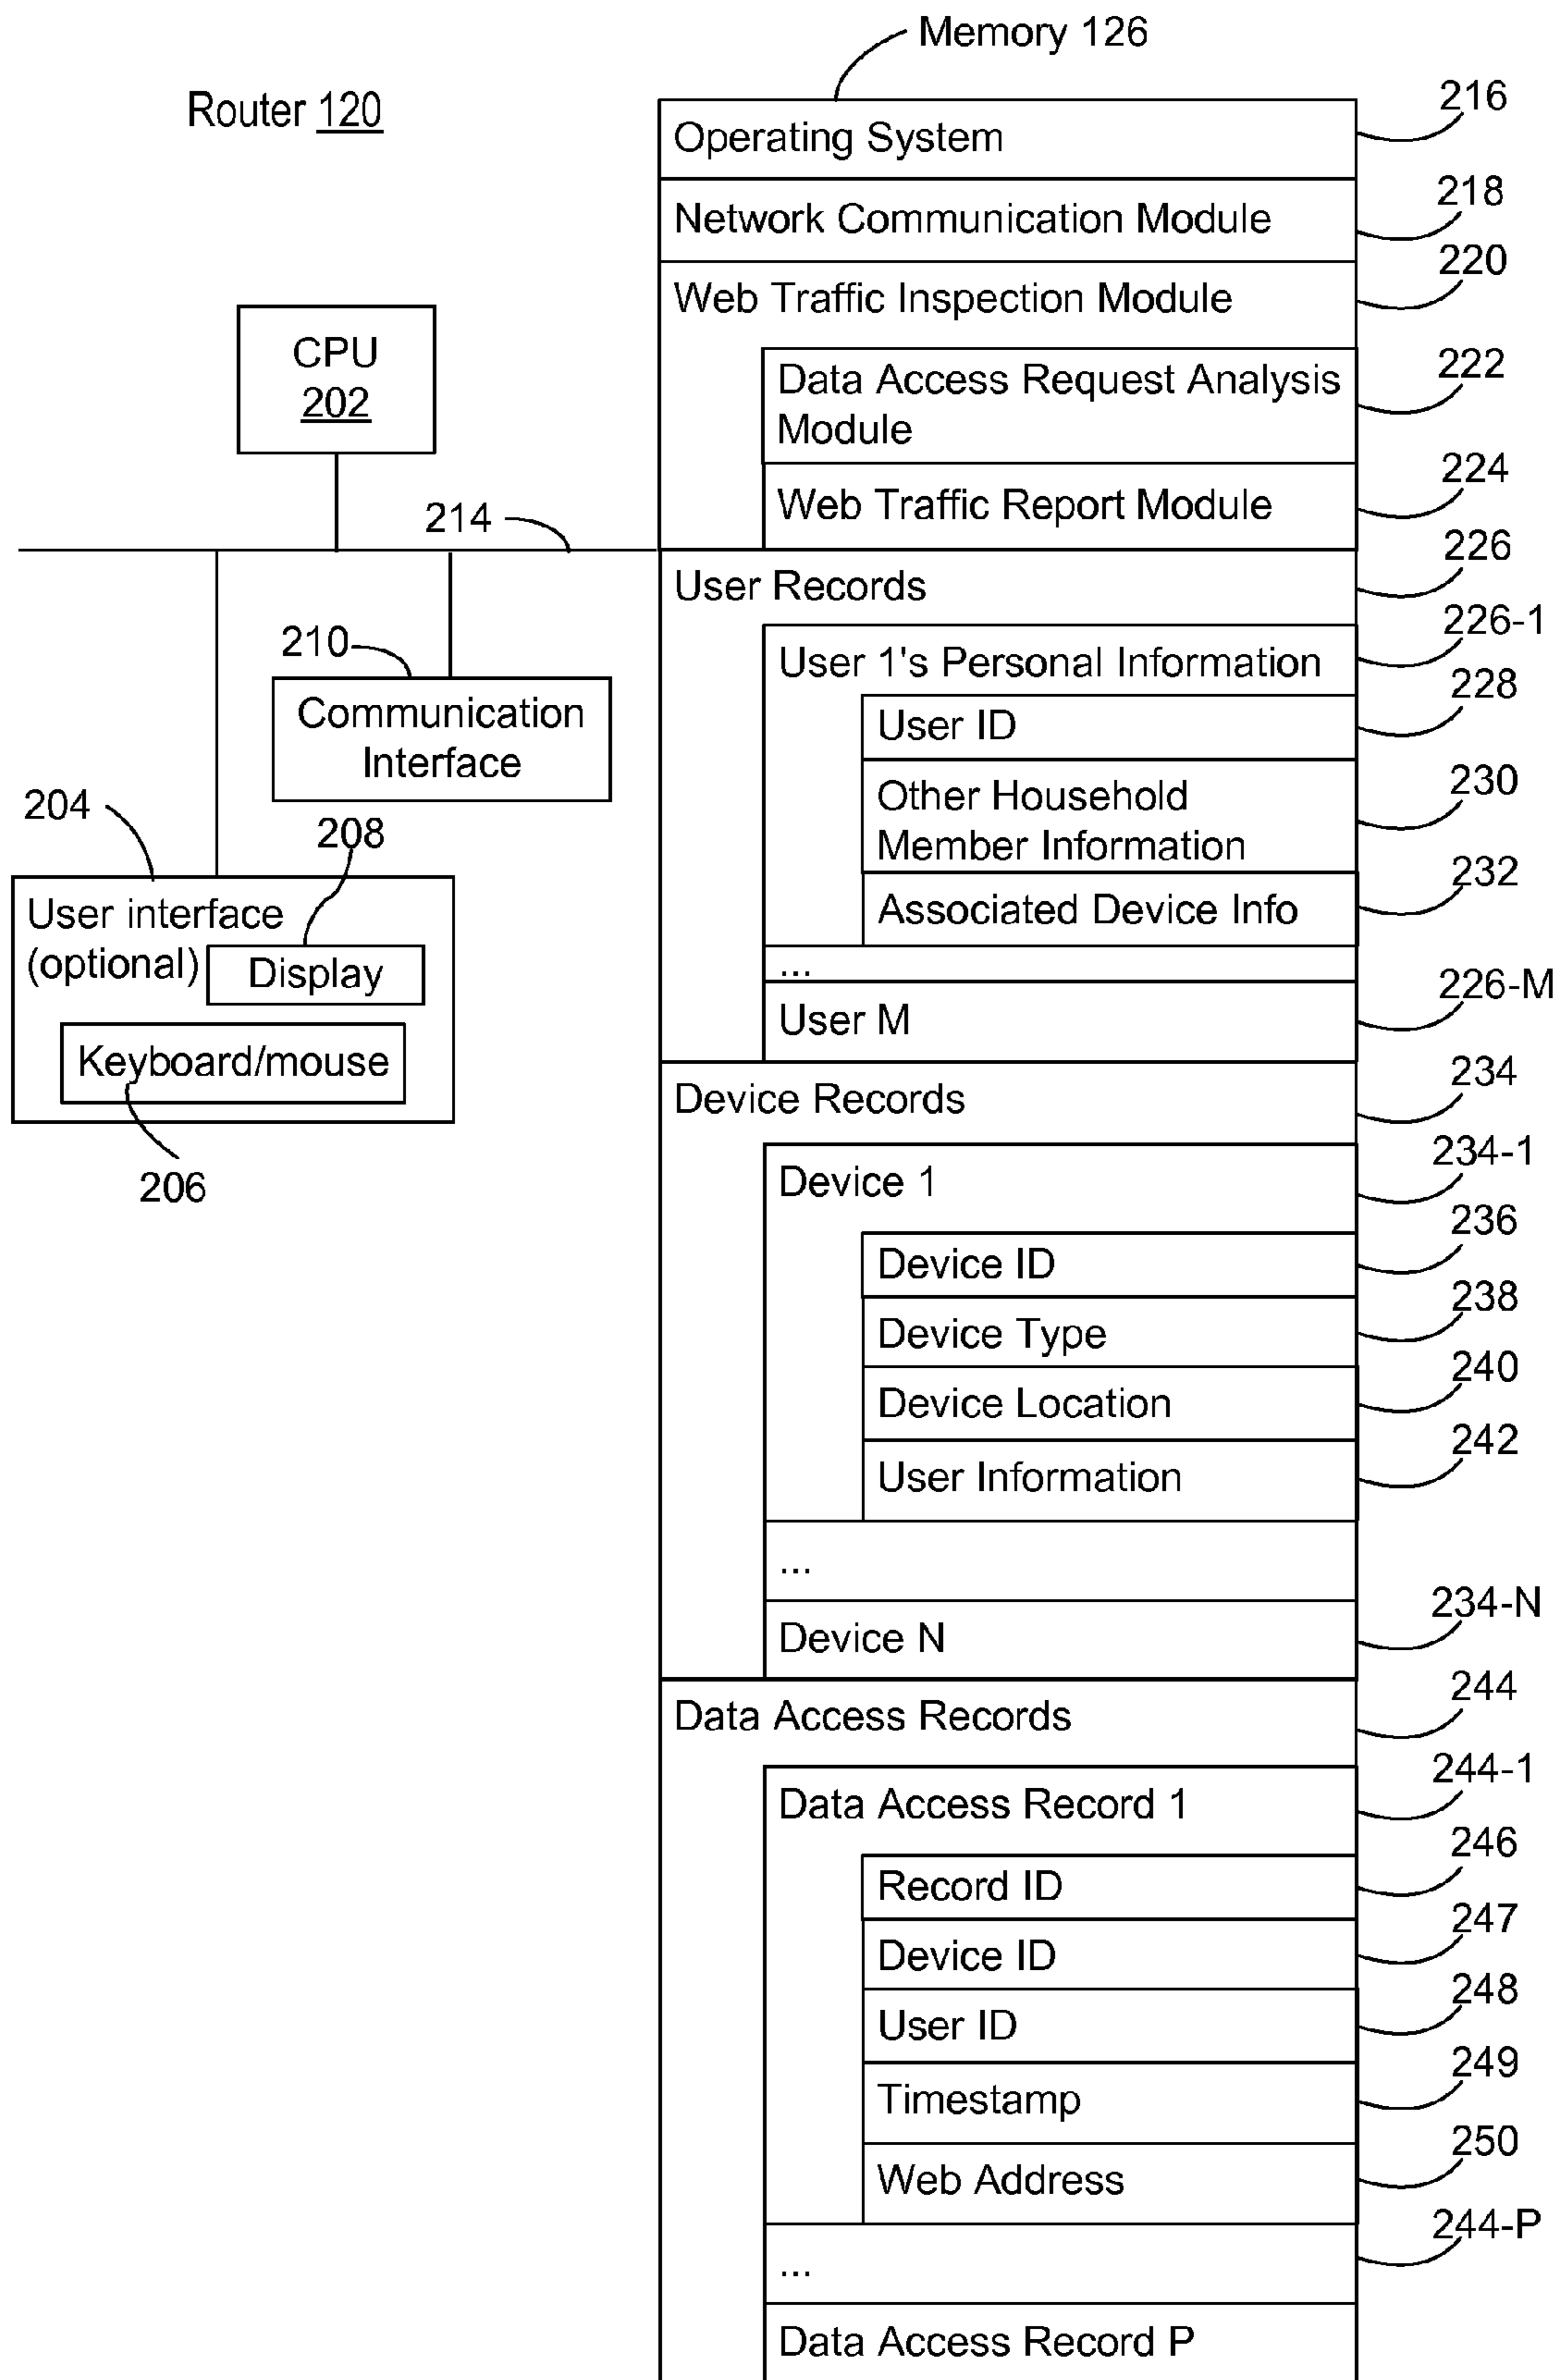 Memory 126
Router 120
Operating System
216
Network Communication Module
218
Web Traffic Inspection Module
220
CPU
202
Data Access Request Analysis
Module
222
Web Traffic Report Module
224
214
User Records
226
User 1's Personal Information
226-1
210
Communication
Interface
User ID
228
Other Household
Member Information
230
204
208
Associated Device Info
232
User interface
(optional)
Display
Keyboard/mouse
206
...
User M
226-M
Device Records
234
Device 1
234-1
Device ID
236
Device Type
238
Device Location
240
User Information
242
...
Device N
234-N
Data Access Records
244
Data Access Record 1
244-1
Record ID
246
Device ID
247
User ID
248
Timestamp
249
Web Address
250
...
244-P
Data Access Record P